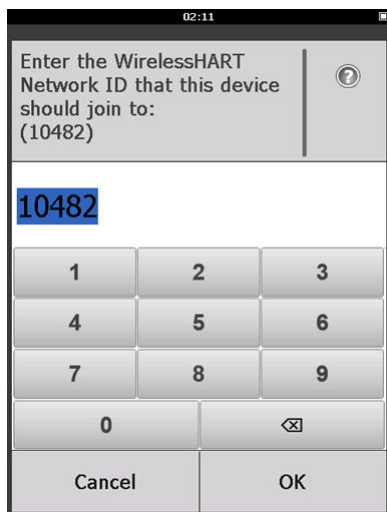 02:11
Enter the WirelessHART
Network ID that this device
should join to:
(10482)
?
10482
1 2 3
4 5 6
7 8 9
0
Cancel OK